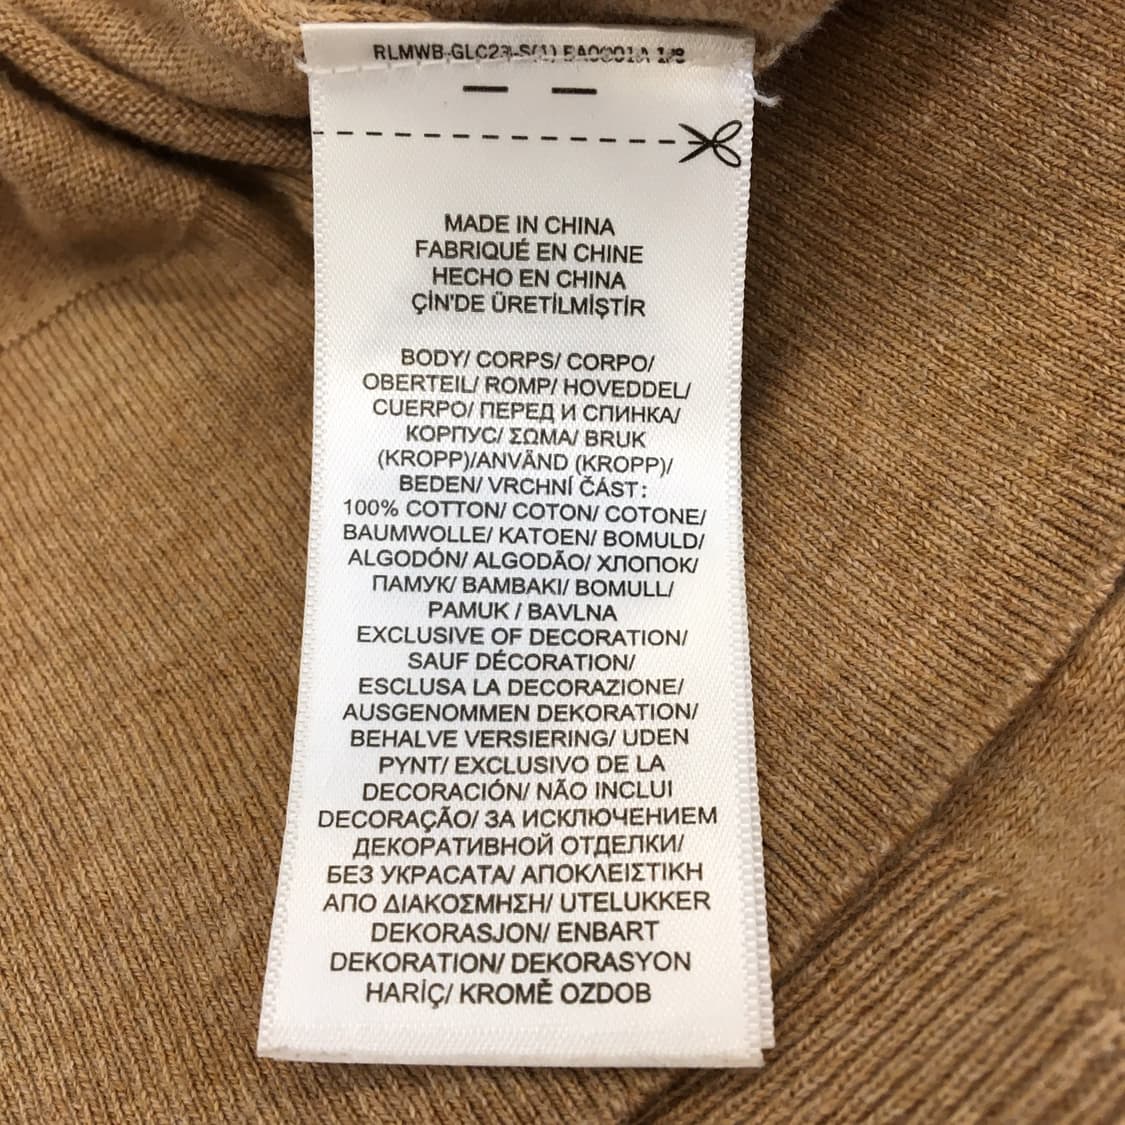 MADE IN CHINA
FABRIQUÉ EN CHINE
HECHO EN CHINA
ÇİN'DE ÜRETİLMİŞTİR
BODY/ CORPS/ CORPO/
OBERTEIL/ ROMP/ HOVEDDEL/
CUERPO/ ПЕРЕД И СПИНКА/
КОРПУС/ ΣΩΜΑ/ BRUK
(KROPP)/ANVÄND (KROPP)/
BEDEN/ VRCHNÍ ČÁST:
100% COTTON/ COTON/ COTONE/
BAUMWOLLE/ KATOEN/ BOMULD/
ALGODÓN/ ALGODÃO/ ХЛОПОК/
ПАМУК/ ΒΑΜΒΑΚΙ/ BOMULL/
PAMUK / BAVLNA
EXCLUSIVE OF DECORATION/
SAUF DÉCORATION/
ESCLUSA LA DECORAZIONE/
AUSGENOMMEN DEKORATION/
BEHALVE VERSIERING/ UDEN
PYNT/ EXCLUSIVO DE LA
DECORACIÓN/ NÃO INCLUI
DECORAÇÃO/ ЗА ИСКЛЮЧЕНИЕМ
ДЕКОРАТИВНОЙ ОТДЕЛКИ/
БЕЗ УКРАСАТА/ ΑΠΟΚΛΕΙΣΤΙΚΗ
ΑΠΟ ΔΙΑΚΟΣΜΗΣΗ/ UTELUKKER
DEKORASJON/ ENBART
DEKORATION/ DEKORASYON
HARİÇ/ KROMĚ OZDOB